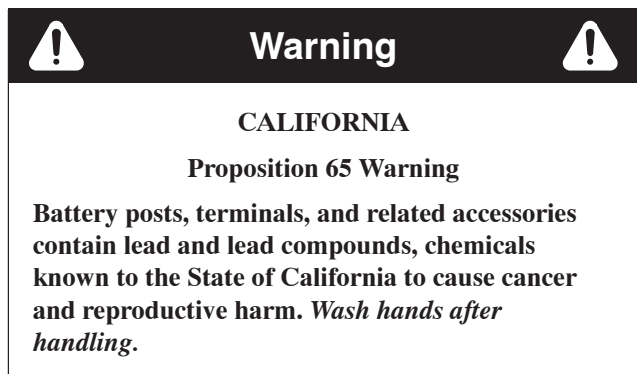 Warning
CALIFORNIA
Proposition 65 Warning
Battery posts, terminals, and related accessories
contain lead and lead compounds, chemicals
known to the State of California to cause cancer
and reproductive harm. Wash hands after
handling.